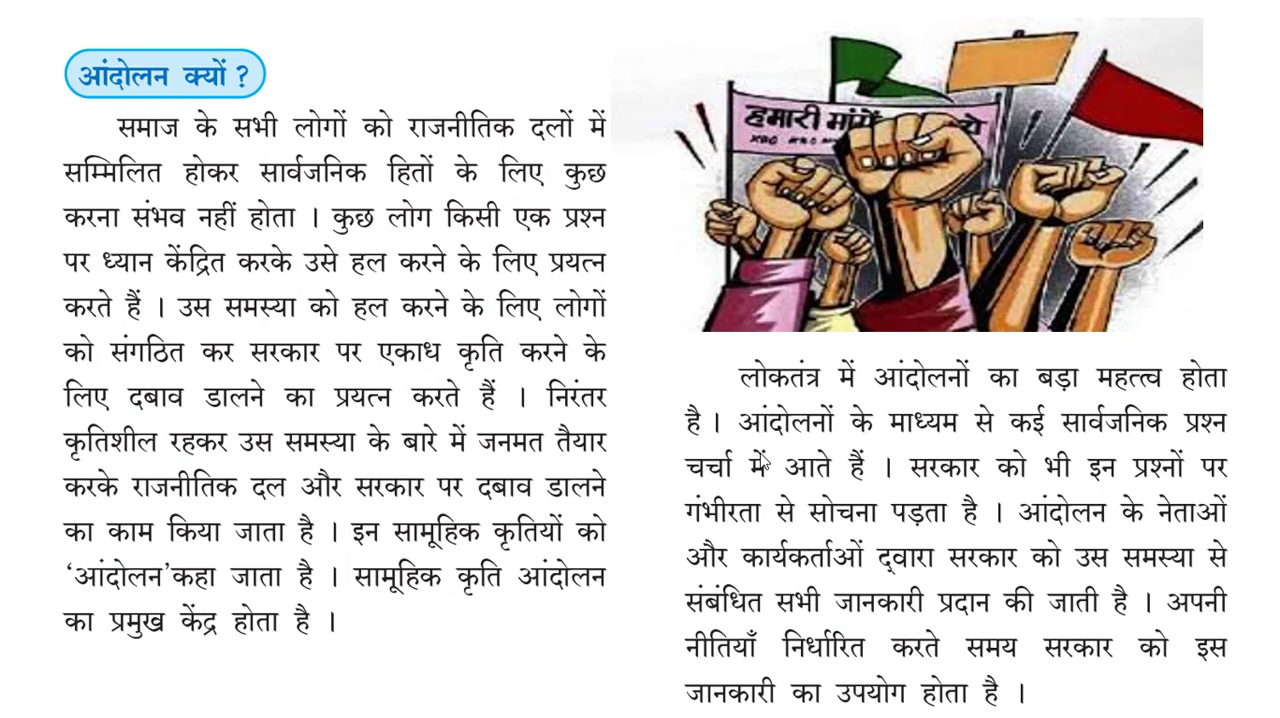 आंदोलन क्यों ?
समाज के सभी लोगों को राजनीतिक दलों में
सम्मिलित होकर सार्वजनिक हितों के लिए कुछ
करना संभव नहीं होता । कुछ लोग किसी एक प्रश्न
पर ध्यान केंद्रित करके उसे हल करने के लिए प्रयत्न
करते हैं । उस समस्या को हल करने के लिए लोगों
को संगठित कर सरकार पर एकाध कृति करने के
लिए दबाव डालने का प्रयत्न करते हैं । निरंतर
कृतिशील रहकर उस समस्या के बारे में जनमत तैयार
करके राजनीतिक दल और सरकार पर दबाव डालने
का काम किया जाता है । इन सामूहिक कृतियों को
‘आंदोलन’कहा जाता है । सामूहिक कृति आंदोलन
का प्रमुख केंद्र होता है ।
हमारी मांगें
लोकतंत्र में आंदोलनों का बड़ा महत्त्व होता
है । आंदोलनों के माध्यम से कई सार्वजनिक प्रश्न
चर्चा में आते हैं । सरकार को भी इन प्रश्नों पर
गंभीरता से सोचना पड़ता है । आंदोलन के नेताओं
और कार्यकर्ताओं द्‌वारा सरकार को उस समस्या से
संबंधित सभी जानकारी प्रदान की जाती है । अपनी
नीतियाँ निर्धारित करते समय सरकार को इस
जानकारी का उपयोग होता है ।